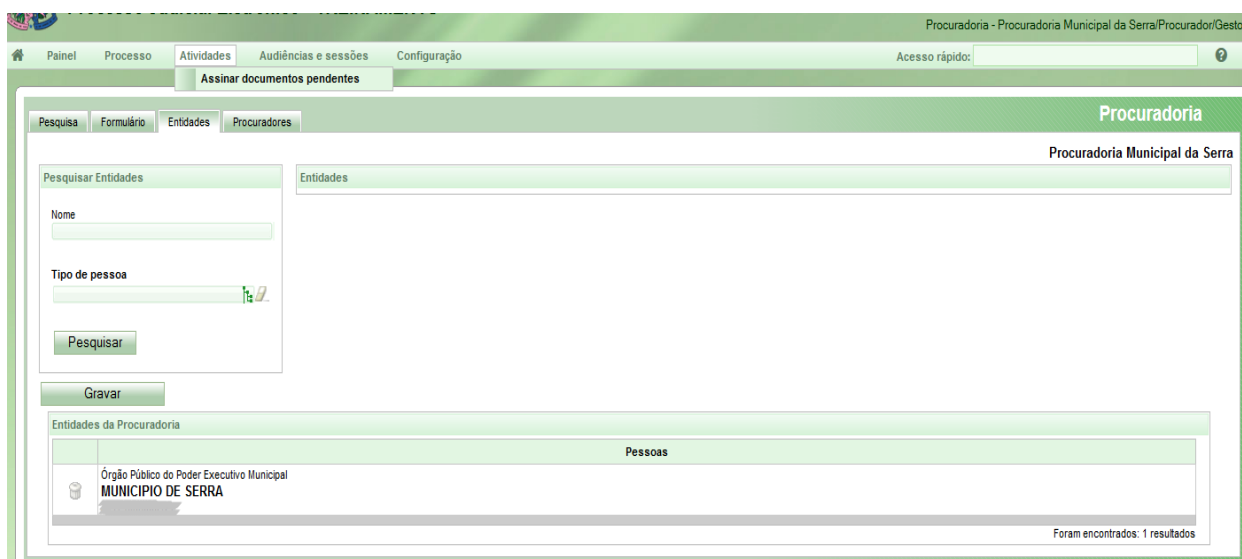 Procuradoria - Procuradoria Municipal da Serra/Procurador/Gesto
Painel Processo Atividades Audiências e sessões Configuração Acesso rápido:
Assinar documentos pendentes
Pesquisa Formulário Entidades Procuradores Procuradoria
Procuradoria Municipal da Serra
Pesquisar Entidades Entidades
Nome
Tipo de pessoa
Pesquisar
Gravar
Entidades da Procuradoria
Pessoas
Órgão Público do Poder Executivo Municipal
MUNICIPIO DE SERRA
Foram encontrados: 1 resultados